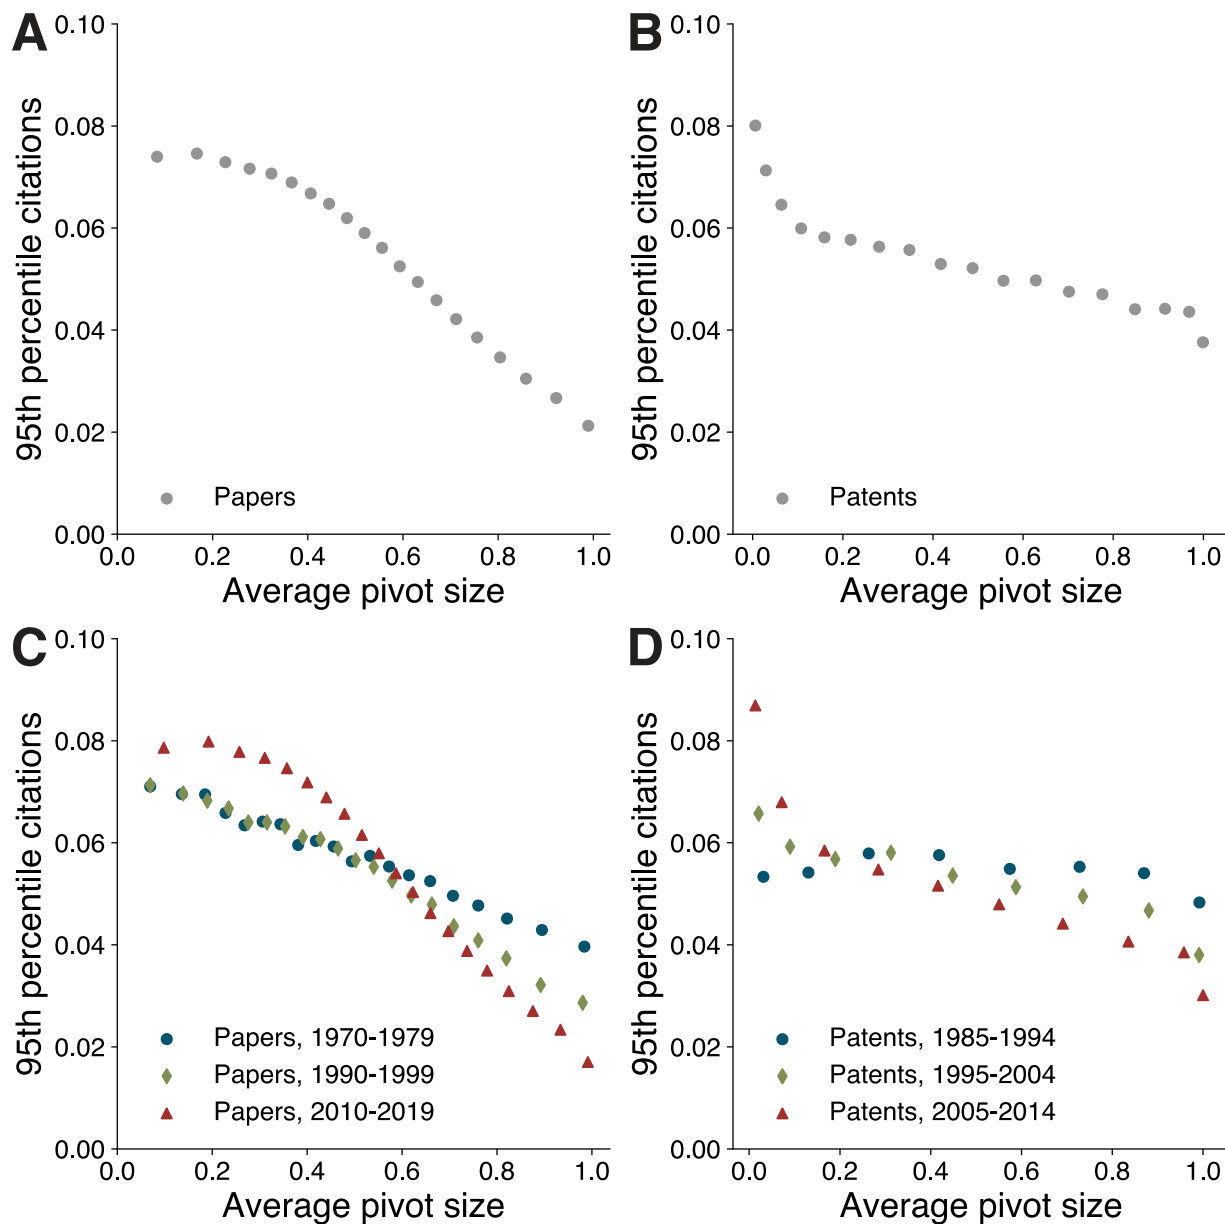 A
95th percentile citations
0.10
0.08
0.06
0.04
0.02
0.00
Papers
0.0 0.2 0.4 0.6 0.8 1.0
Average pivot size
B
95th percentile citations
0.10
0.08
0.06
0.04
0.02
0.00
Patents
0.0 0.2 0.4 0.6 0.8 1.0
Average pivot size
C
95th percentile citations
0.10
0.08
0.06
0.04
0.02
0.00
Papers, 1970-1979
Papers, 1990-1999
Papers, 2010-2019
0.0 0.2 0.4 0.6 0.8 1.0
Average pivot size
D
95th percentile citations
0.10
0.08
0.06
0.04
0.02
0.00
Patents, 1985-1994
Patents, 1995-2004
Patents, 2005-2014
0.0 0.2 0.4 0.6 0.8 1.0
Average pivot size